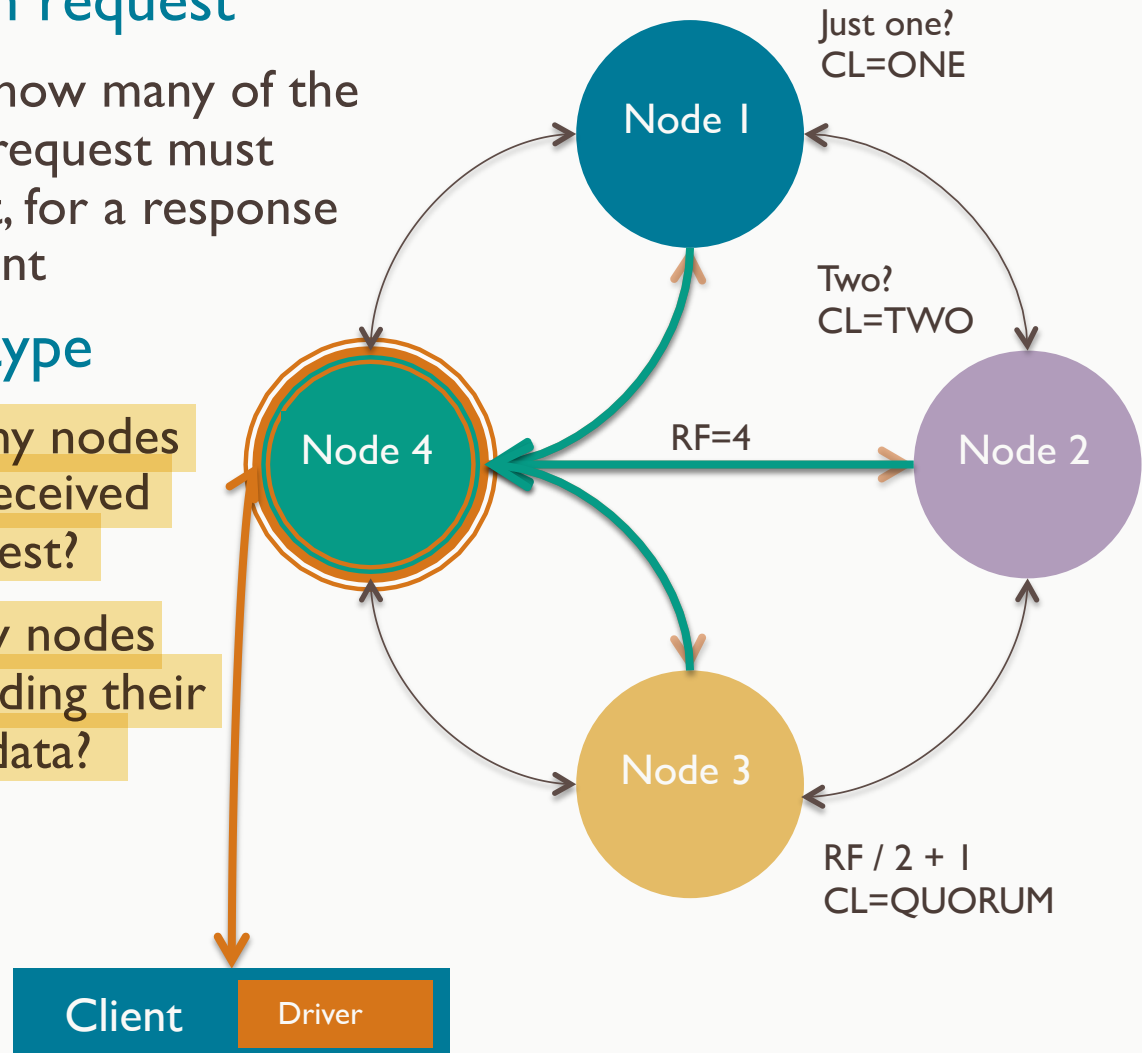 request
how many of the
request must
, for a response
nt
type
ny nodes
eceived
est?
y nodes
ding their
data?
Just one?
CL=ONE
Node 1
Two?
CL=TWO
Node 4
RF=4
Node 2
Node 3
RF / 2 + 1
CL=QUORUM
Client
Driver